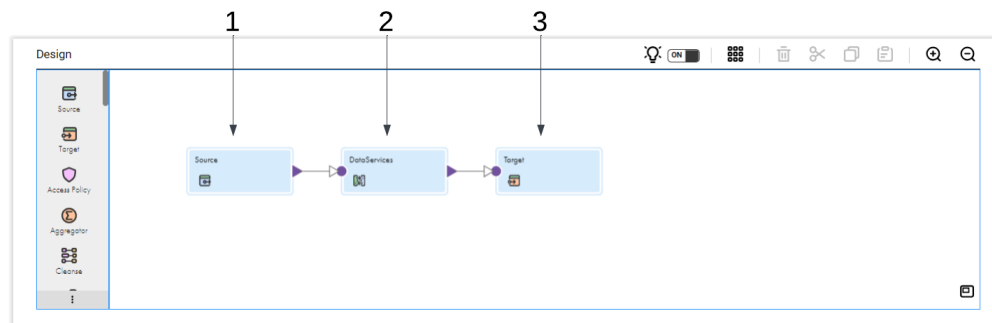 1 2 3
Design
ON
Source
Target
Access Policy
Aggregator
Cleanse
Source
DataServices
Target